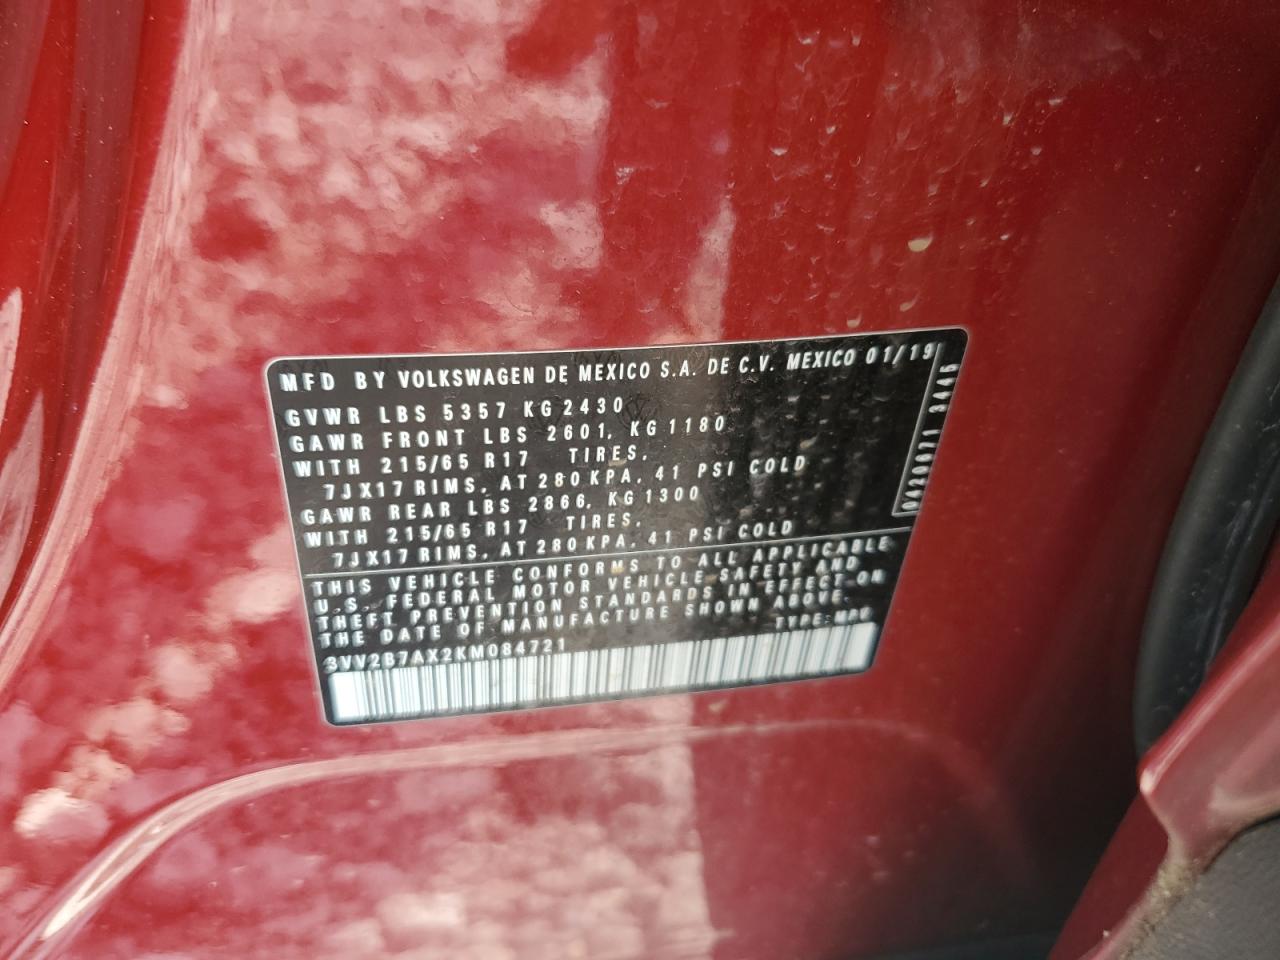 MFD BY VOLKSWAGEN DE MEXICO S.A. DE C.V. MEXICO 01/19
GVWR LBS 5357 KG 2430
GAWR FRONT LBS 2601, KG 1180
WITH 215/65 R17 TIRES,
7JX17 RIMS, AT 280 KPA, 41 PSI COLD
GAWR REAR LBS 2866, KG 1300
WITH 215/65 R17 TIRES,
7JX17 RIMS, AT 280 KPA, 41 PSI COLD
THIS VEHICLE CONFORMS TO ALL APPLICABLE
U.S. FEDERAL MOTOR VEHICLE SAFETY AND
THEFT PREVENTION STANDARDS IN EFFECT ON
THE DATE OF MANUFACTURE SHOWN ABOVE.
TYPE: MPC
3VV2B7AX2KM084721